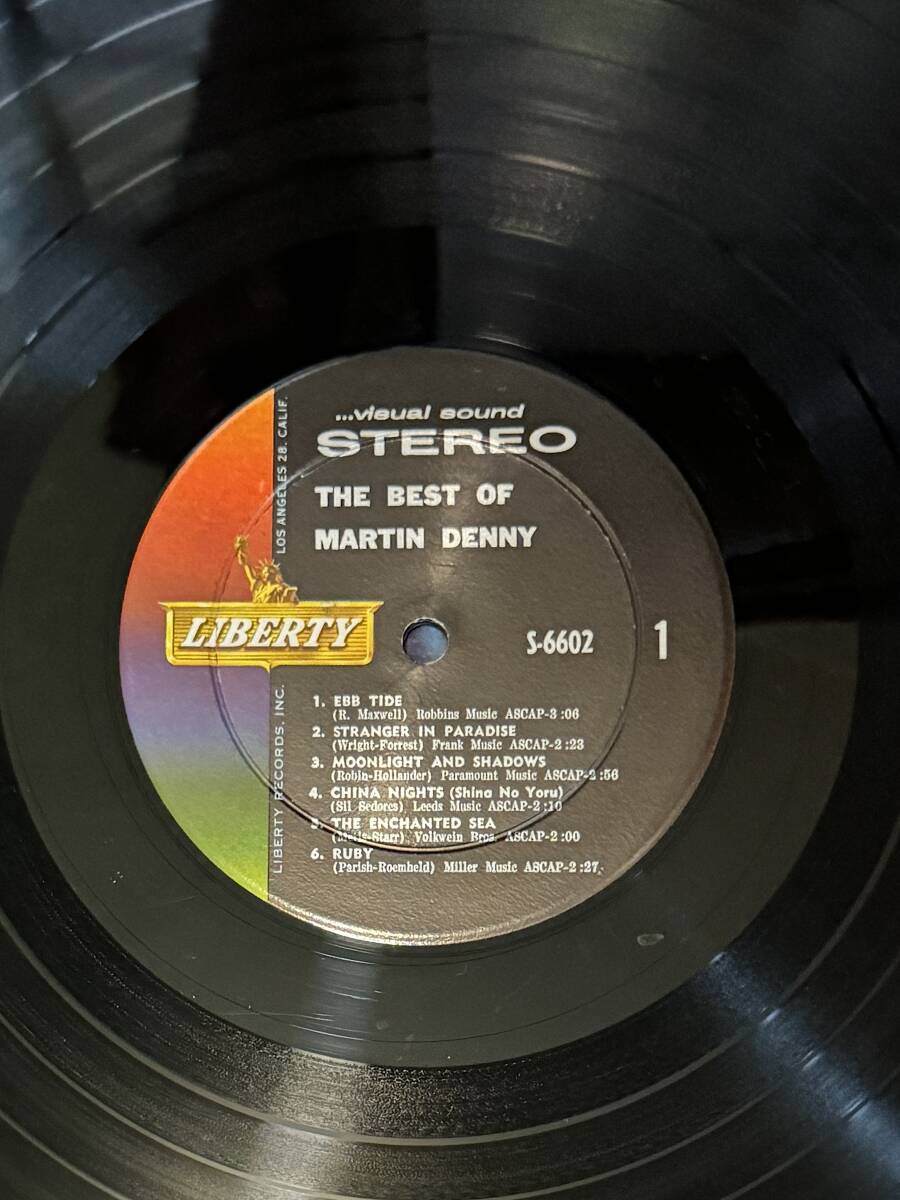 ...visual sound
STEREO
THE BEST OF
MARTIN DENNY
LOS ANGELES 28, CALIF.
LIBERTY
LIBERTY RECORDS, INC.
S-6602
1
1. EBB TIDE
(R. Maxwell) Robbins Music ASCAP-3:06
2. STRANGER IN PARADISE
(Wright-Forrest) Frank Music ASCAP-2:23
3. MOONLIGHT AND SHADOWS
(Robin-Hollander) Paramount Music ASCAP-2:56
4. CHINA NIGHTS (Shina No Yoru)
(Sil Sedores) Leeds Music ASCAP-2:10
5. THE ENCHANTED SEA
Volkwein Bros. ASCAP-2:00
6. RUBY
(Parish-Roemheld) Miller Music ASCAP-2:27